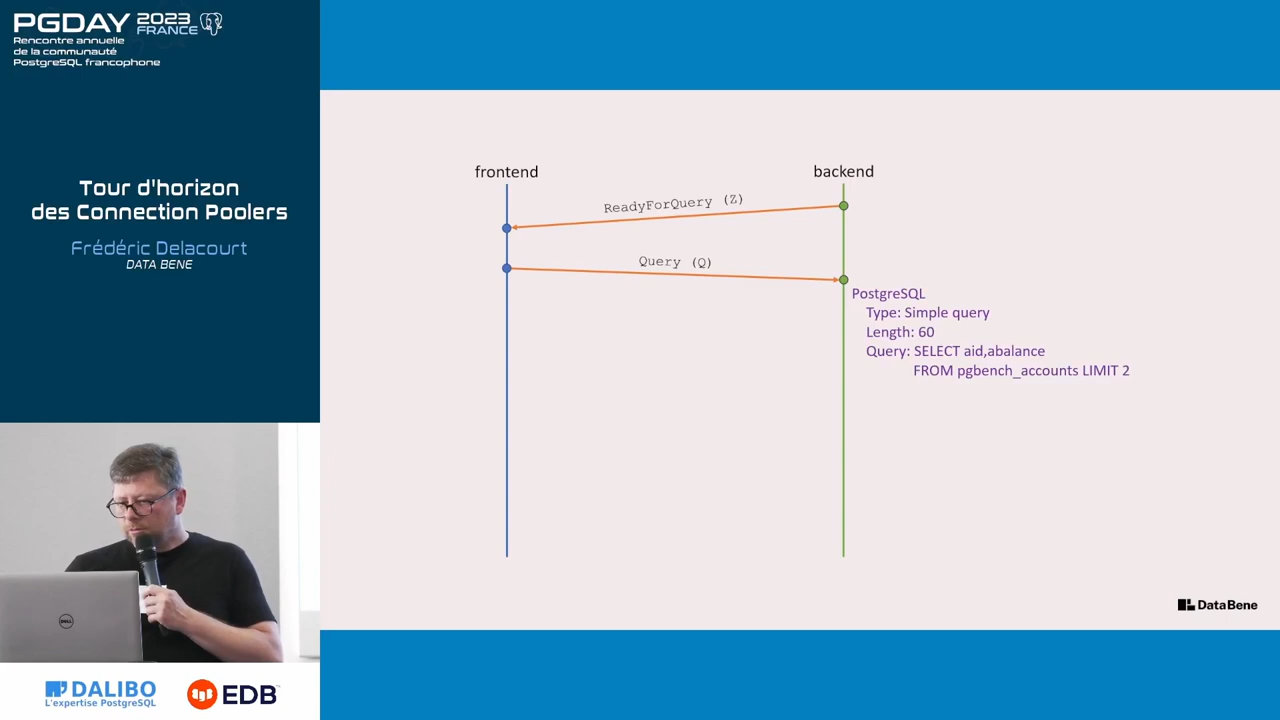 PGDAY 2023 FRANCE
Rencontre annuelle
de la communauté
PostgreSQL francophone
Tour d'horizon
des Connection Poolers
Frédéric Delacourt
DATA BENE
frontend
backend
ReadyForQuery (Z)
Query (Q)
PostgreSQL
Type: Simple query
Length: 60
Query: SELECT aid,abalance
FROM pgbench_accounts LIMIT 2
DataBene
DELL
DALIBO
L'expertise PostgreSQL
EDB